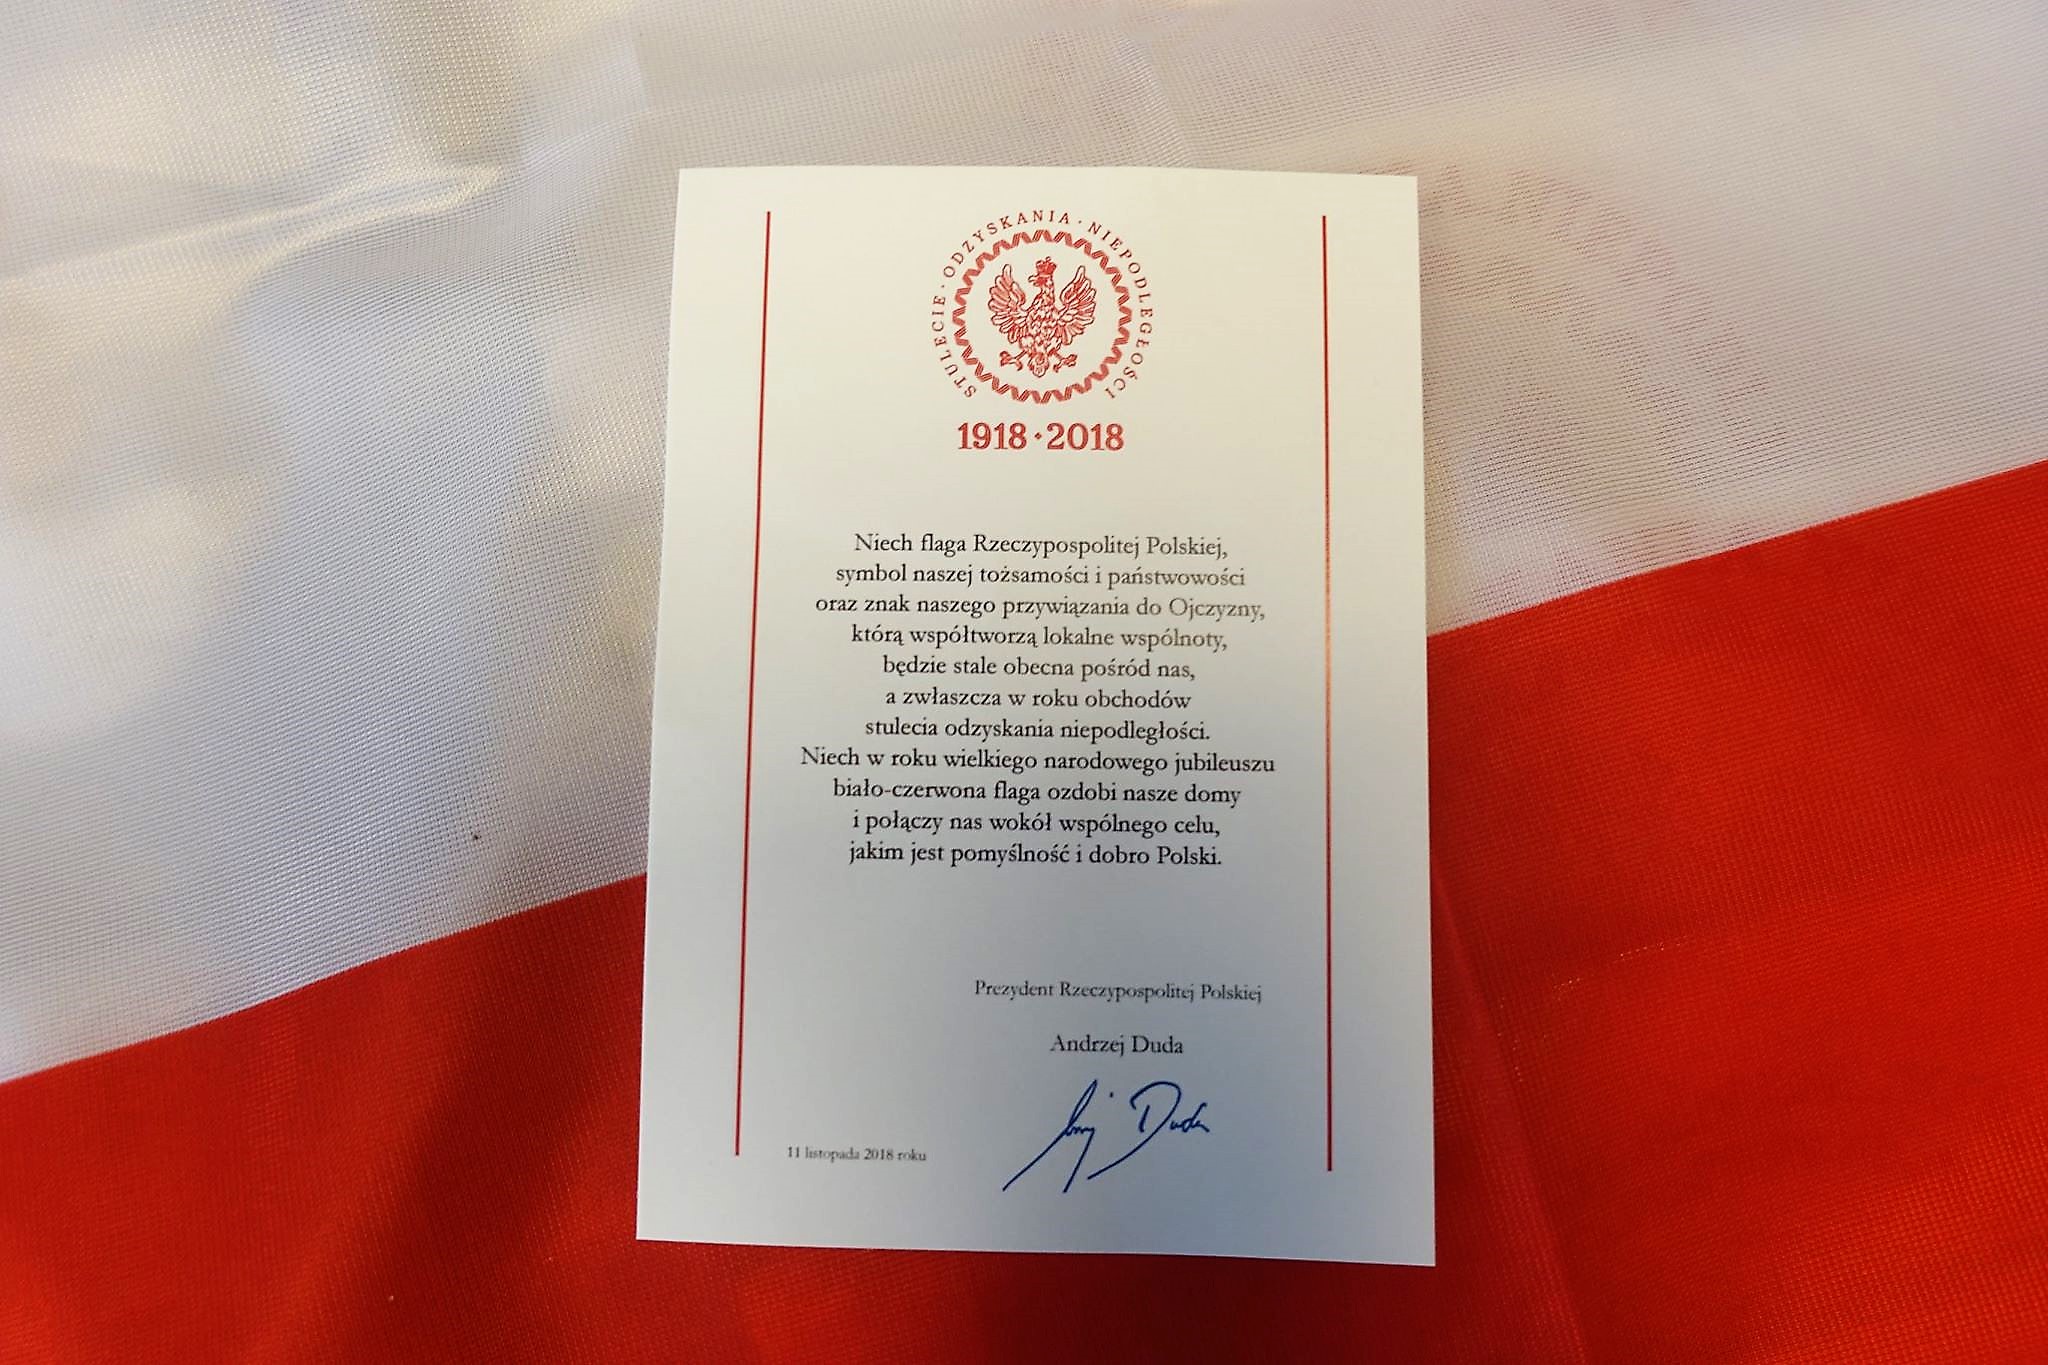 STULECIE · ODZYSKANIA · NIEPODLEGŁOŚCI
1918 · 2018
Niech flaga Rzeczypospolitej Polskiej,
symbol naszej tożsamości i państwowości
oraz znak naszego przywiązania do Ojczyzny,
którą współtworzą lokalne wspólnoty,
będzie stale obecna pośród nas,
a zwłaszcza w roku obchodów
stulecia odzyskania niepodległości.
Niech w roku wielkiego narodowego jubileuszu
biało-czerwona flaga ozdobi nasze domy
i połączy nas wokół wspólnego celu,
jakim jest pomyślność i dobro Polski.
Prezydent Rzeczypospolitej Polskiej
Andrzej Duda
Andrzej Duda
11 listopada 2018 roku